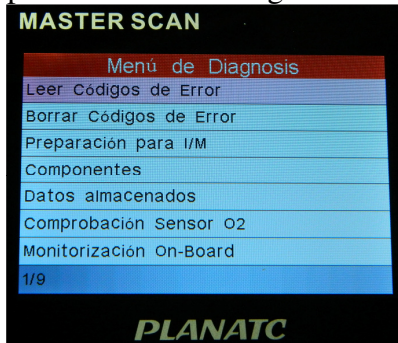 MASTER SCAN
Menú de Diagnosis
Leer Códigos de Error
Borrar Códigos de Error
Preparación para I/M
Componentes
Datos almacenados
Comprobación Sensor O2
Monitorización On-Board
1/9
PLANATC